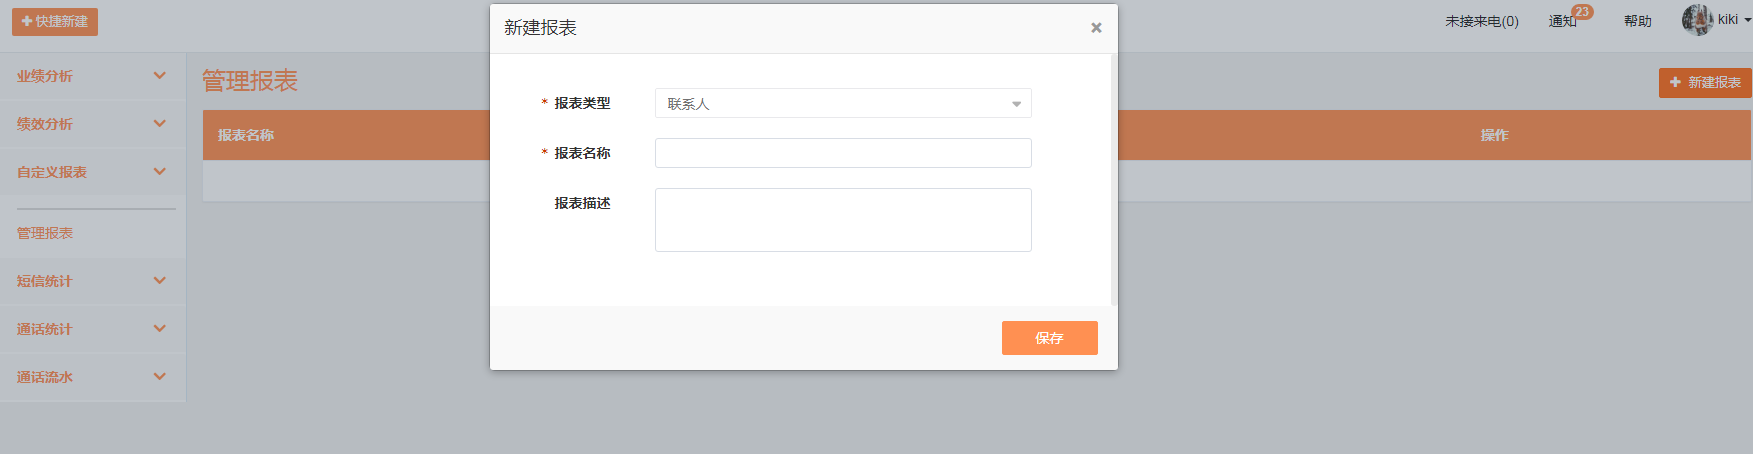 快捷新建
未接来电(0)
通知
23
帮助
kiki
业绩分析
绩效分析
自定义报表
管理报表
短信统计
通话统计
通话流水
管理报表
新建报表
报表名称
操作
新建报表
* 报表类型
联系人
* 报表名称
报表描述
保存